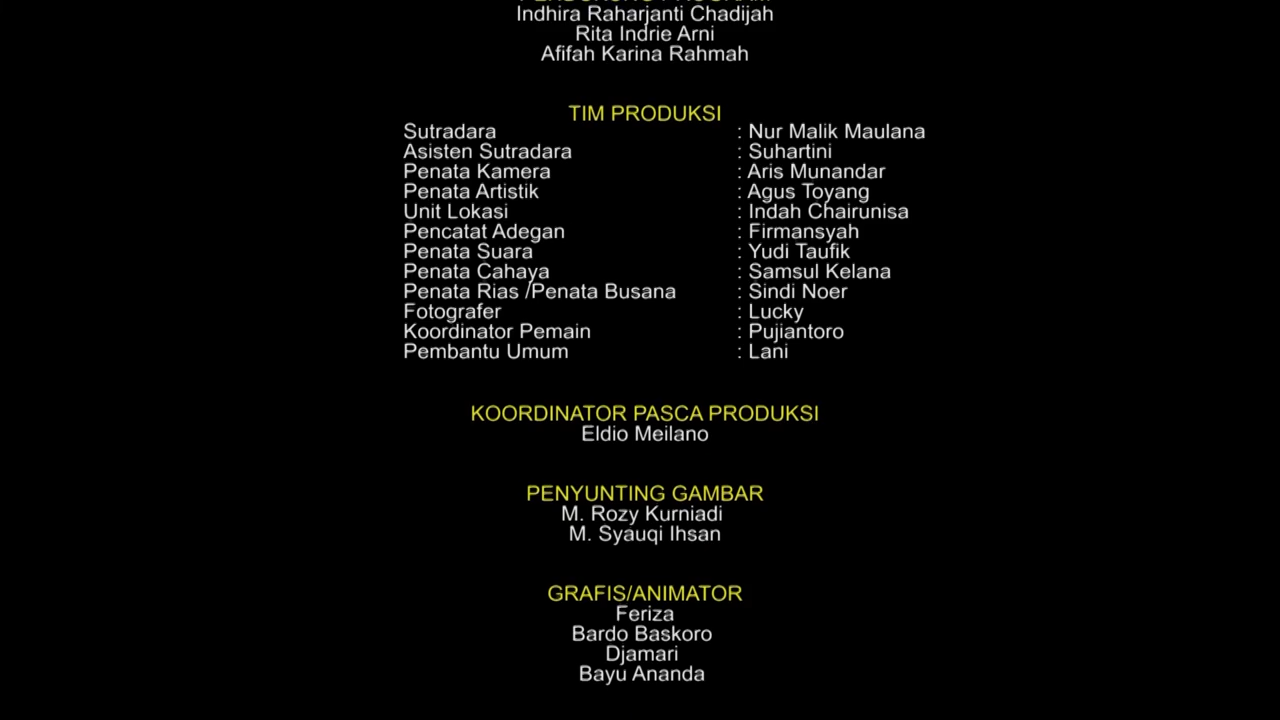 Indhira Raharjanti Chadijah
Rita Indrie Arni
Afifah Karina Rahmah
TIM PRODUKSI
Sutradara : Nur Malik Maulana
Asisten Sutradara : Suhartini
Penata Kamera : Aris Munandar
Penata Artistik : Agus Toyang
Unit Lokasi : Indah Chairunisa
Pencatat Adegan : Firmansyah
Penata Suara : Yudi Taufik
Penata Cahaya : Samsul Kelana
Penata Rias /Penata Busana : Sindi Noer
Fotografer : Lucky
Koordinator Pemain : Pujiantoro
Pembantu Umum : Lani
KOORDINATOR PASCA PRODUKSI
Eldio Meilano
PENYUNTING GAMBAR
M. Rozy Kurniadi
M. Syauqi Ihsan
GRAFIS/ANIMATOR
Feriza
Bardo Baskoro
Djamari
Bayu Ananda